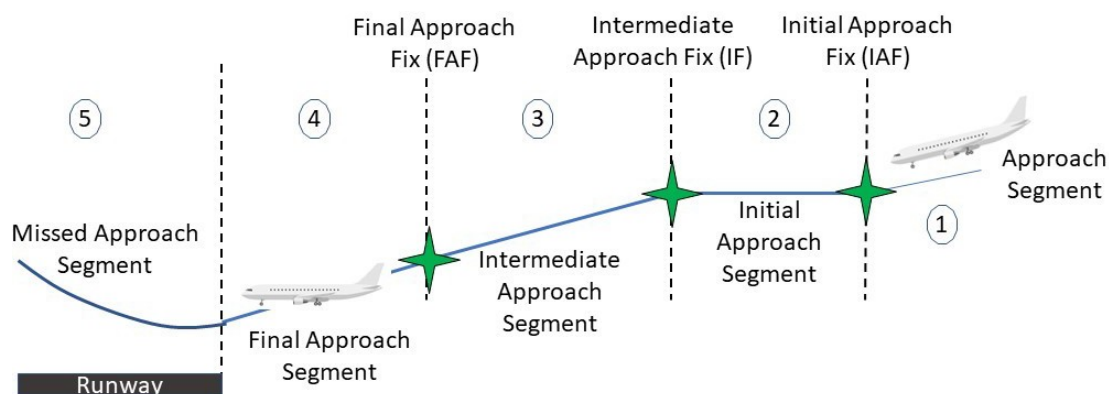 Final Approach
Fix (FAF)
Intermediate
Approach Fix (IF)
Initial Approach
Fix (IAF)
5
4
3
2
Approach
Segment
1
Missed Approach
Segment
Initial
Approach
Segment
Intermediate
Approach
Segment
Final Approach
Segment
Runway